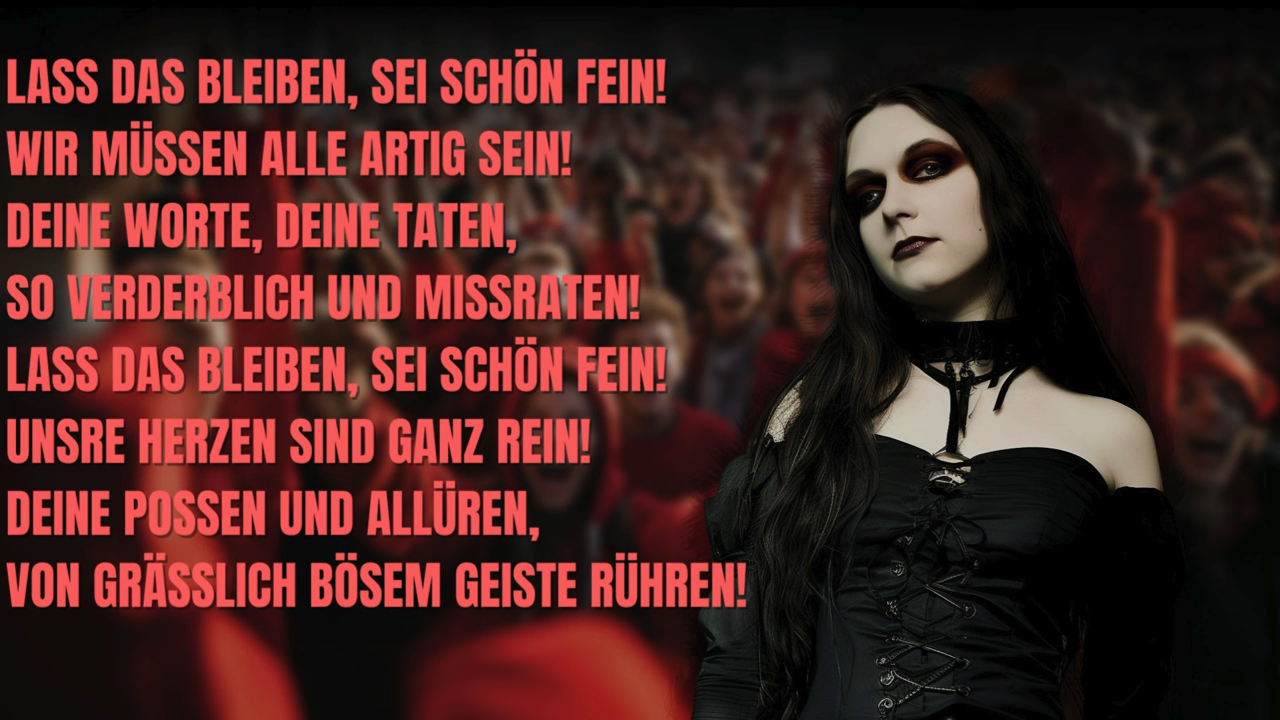 LASS DAS BLEIBEN, SEI SCHÖN FEIN!
WIR MÜSSEN ALLE ARTIG SEIN!
DEINE WORTE, DEINE TATEN,
SO VERDERBLICH UND MISSRATEN!
LASS DAS BLEIBEN, SEI SCHÖN FEIN!
UNSRE HERZEN SIND GANZ REIN!
DEINE POSSEN UND ALLÜREN,
VON GRÄSSLICH BÖSEM GEISTE RÜHREN!